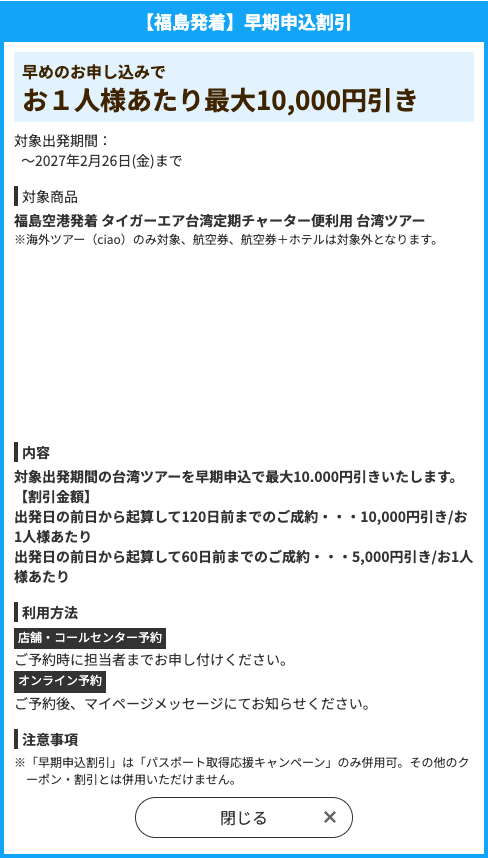 【福島発着】早期申込割引
早めのお申し込みで
お１人様あたり最大10,000円引き
対象出発期間：
～2027年2月26日(金)まで
対象商品
福島空港発着 タイガーエア台湾定期チャーター便利用 台湾ツアー
※海外ツアー（ciao）のみ対象、航空券、航空券＋ホテルは対象外となります。
内容
対象出発期間の台湾ツアーを早期申込で最大10.000円引きいたします。
【割引金額】
出発日の前日から起算して120日前までのご成約・・・10,000円引き/お
1人様あたり
出発日の前日から起算して60日前までのご成約・・・5,000円引き/お1人
様あたり
利用方法
店舗・コールセンター予約
ご予約時に担当者までお申し付けください。
オンライン予約
ご予約後、マイページメッセージにてお知らせください。
注意事項
※「早期申込割引」は「パスポート取得応援キャンペーン」のみ併用可。その他のク
ーポン・割引とは併用いただけません。
閉じる ×